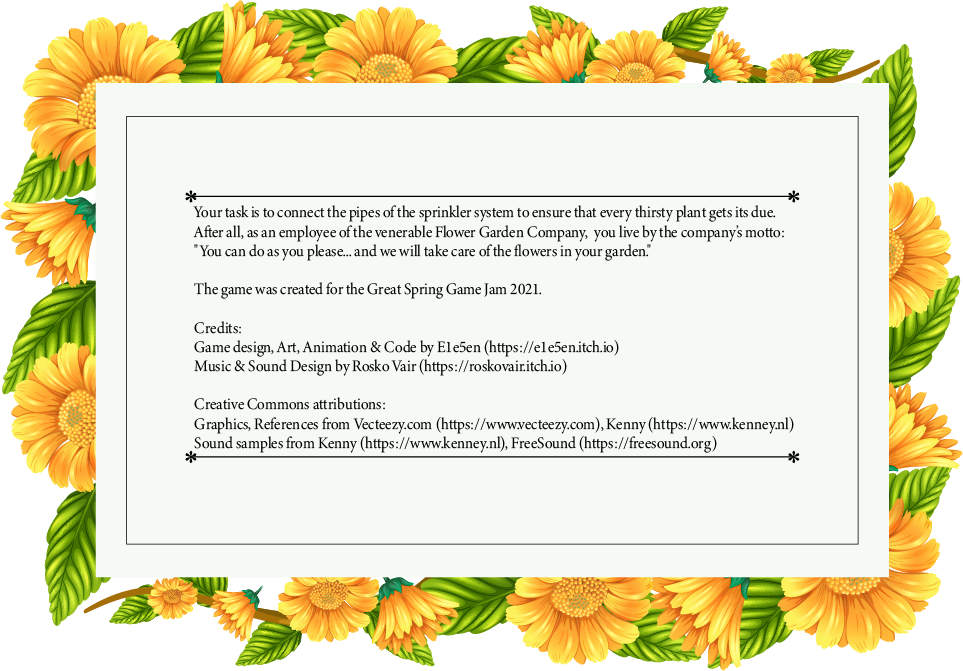 Your task is to connect the pipes of the sprinkler system to ensure that every thirsty plant gets its due.
After all, as an employee of the venerable Flower Garden Company, you live by the company's motto:
"You can do as you please... and we will take care of the flowers in your garden."
The game was created for the Great Spring Game Jam 2021.
Credits:
Game design, Art, Animation & Code by E1e5en (https://e1e5en.itch.io)
Music & Sound Design by Rosko Vair (https://roskovair.itch.io)
Creative Commons attributions:
Graphics, References from Vecteezy.com (https://www.vecteezy.com), Kenny (https://www.kenney.nl)
Sound samples from Kenny (https://www.kenney.nl), FreeSound (https://freesound.org)